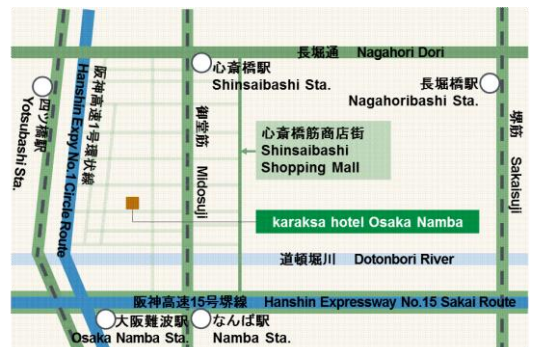 長堀通 Nagahori Dori
心斎橋駅
Shinsaibashi Sta.
長堀橋駅
Nagahoribashi Sta.
四ツ橋駅
Yotsubashi Sta.
阪神高速1号環状線
Hanshin Expy No.1 Circle Route
御堂筋 Midosuji
心斎橋筋商店街
Shinsaibashi
Shopping Mall
堺筋 Sakaisuji
karaksa hotel Osaka Namba
道頓堀川 Dotonbori River
阪神高速15号堺線 Hanshin Expressway No.15 Sakai Route
大阪難波駅
Osaka Namba Sta.
なんば駅
Namba Sta.